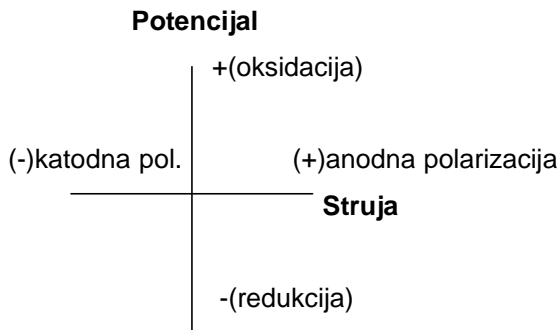 Potencijal
+(oksidacija)
(-)katodna pol.
(+)anodna polarizacija
Struja
-(redukcija)